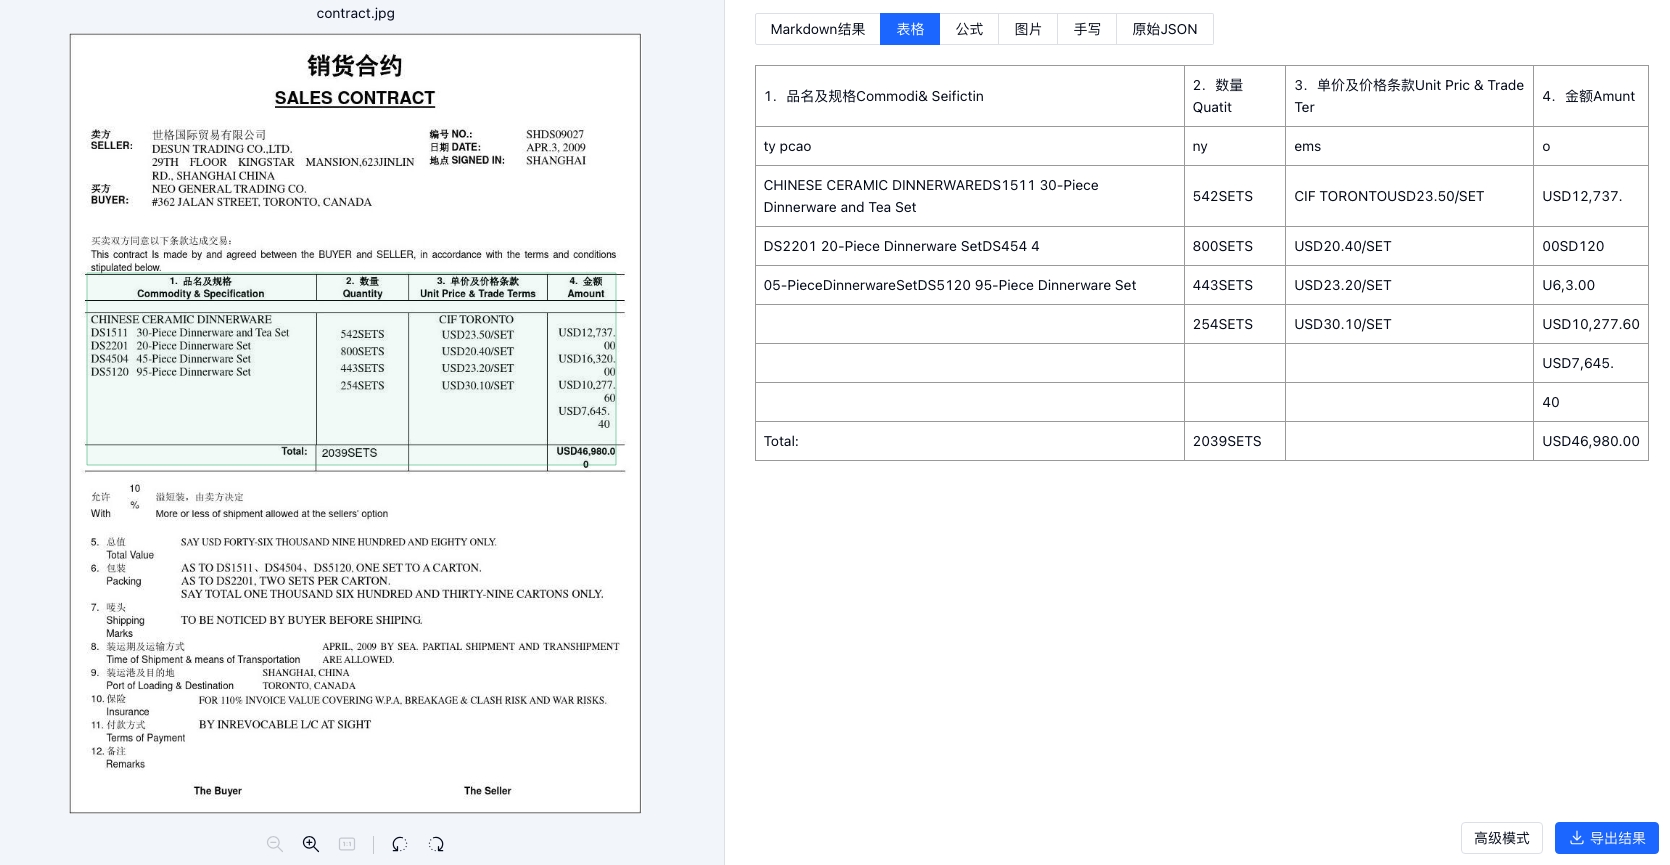 contract.jpg
销货合约
SALES CONTRACT
卖方
SELLER:
世格国际贸易有限公司
DESUN TRADING CO.,LTD.
29TH FLOOR KINGSTAR MANSION,623JINLIN
RD., SHANGHAI CHINA
编号 NO.: SHDS09027
日期 DATE: APR.3, 2009
地点 SIGNED IN: SHANGHAI
买方
BUYER:
NEO GENERAL TRADING CO.
#362 JALAN STREET, TORONTO, CANADA
买卖双方同意以下条款达成交易:
This contract Is made by and agreed between the BUYER and SELLER, in accordance with the terms and conditions
stipulated below.
1. 品名及规格 2. 数量 3. 单价及价格条款 4. 金额
Commodity & Specification Quantity Unit Price & Trade Terms Amount
CHINESE CERAMIC DINNERWARE
DS1511 30-Piece Dinnerware and Tea Set
DS2201 20-Piece Dinnerware Set
DS4504 45-Piece Dinnerware Set
DS5120 95-Piece Dinnerware Set
542SETS
800SETS
443SETS
254SETS
CIF TORONTO
USD23.50/SET
USD20.40/SET
USD23.20/SET
USD30.10/SET
USD12,737.
00
USD16,320.
00
USD10,277.
60
USD7,645.
40
Total: 2039SETS USD46,980.0
0
允许 10 溢短装，由卖方决定
With % More or less of shipment allowed at the sellers' option
5. 总值 SAY USD FORTY-SIX THOUSAND NINE HUNDRED AND EIGHTY ONLY.
Total Value
6. 包装 AS TO DS1511、DS4504、DS5120, ONE SET TO A CARTON.
Packing AS TO DS2201, TWO SETS PER CARTON.
SAY TOTAL ONE THOUSAND SIX HUNDRED AND THIRTY-NINE CARTONS ONLY.
7. 唛头
Shipping TO BE NOTICED BY BUYER BEFORE SHIPING.
Marks
8. 装运期及运输方式 APRIL, 2009 BY SEA. PARTIAL SHIPMENT AND TRANSHIPMENT
Time of Shipment & means of Transportation ARE ALLOWED.
9. 装运港及目的地 SHANGHAI, CHINA
Port of Loading & Destination TORONTO, CANADA
10. 保险 FOR 110% INVOICE VALUE COVERING W.P.A, BREAKAGE & CLASH RISK AND WAR RISKS.
Insurance
11. 付款方式 BY INREVOCABLE L/C AT SIGHT
Terms of Payment
12. 备注
Remarks
The Buyer The Seller
1:1
Markdown结果 表格 公式 图片 手写 原始JSON
1. 品名及规格Commodi& Seifictin
2. 数量
Quatit
3. 单价及价格条款Unit Pric & Trade
Ter
4. 金额Amunt
ty pcao ny ems o
CHINESE CERAMIC DINNERWAREDS1511 30-Piece
Dinnerware and Tea Set
542SETS CIF TORONTOUSD23.50/SET USD12,737.
DS2201 20-Piece Dinnerware SetDS454 4 800SETS USD20.40/SET 00SD120
05-PieceDinnerwareSetDS5120 95-Piece Dinnerware Set 443SETS USD23.20/SET U6,3.00
254SETS USD30.10/SET USD10,277.60
USD7,645.
40
Total: 2039SETS USD46,980.00
高级模式 导出结果